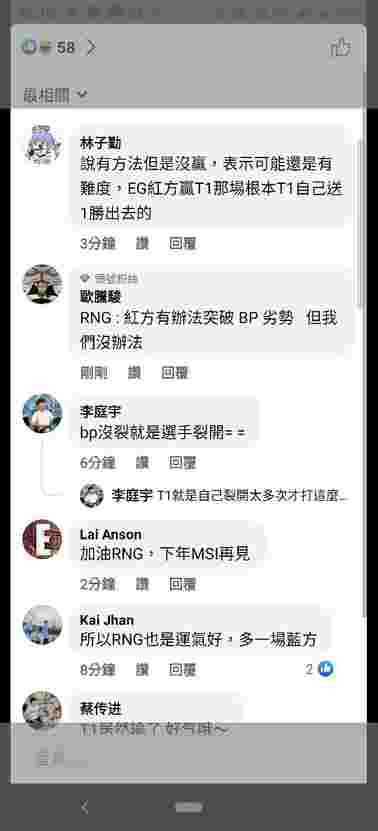 58
最相關
林子勤
說有方法但是沒贏，表示可能還是有
難度，EG紅方贏T1那場根本T1自己送
1勝出去的
3分鐘 讚 回覆
頭號粉絲
歐騰駿
RNG : 紅方有辦法突破 BP 劣勢 但我
們沒辦法
剛剛 讚 回覆
李庭宇
bp沒裂就是選手裂開= =
6分鐘 讚 回覆
李庭宇 T1就是自己裂開太多次才打這麼...
Lai Anson
加油RNG，下年MSI再見
2分鐘 讚 回覆
Kai Jhan
所以RNG也是運氣好，多一場藍方
8分鐘 讚 回覆 2
蔡传进
T1居然输了 好亏哦～